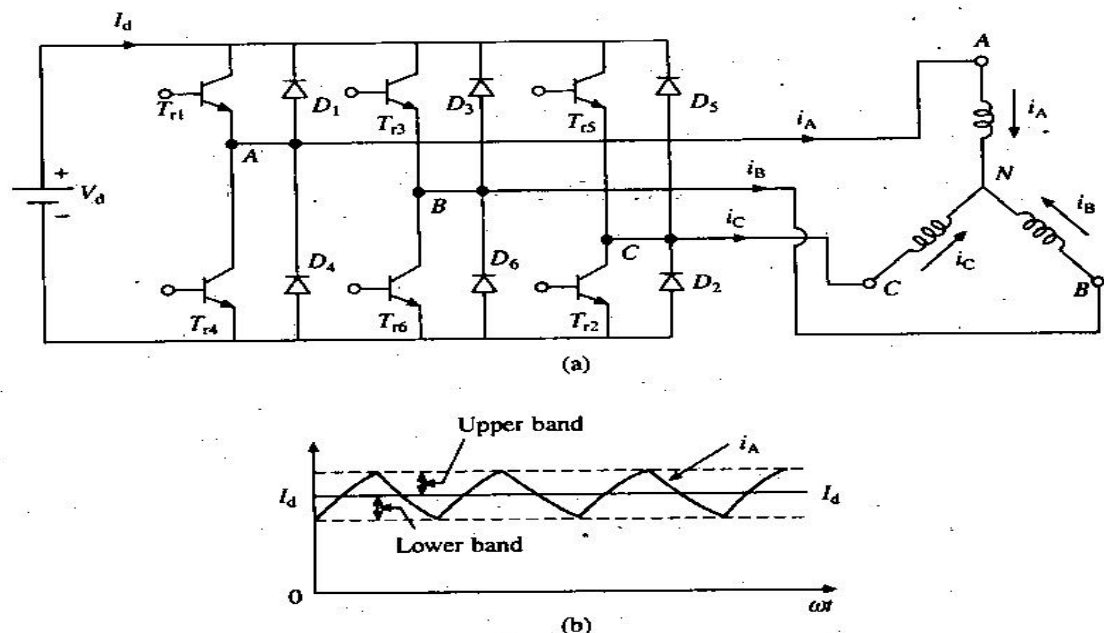 I_d
A
T_r1
D_1
T_r3
D_3
T_r5
D_5
i_A
i_A
A
+
V_d
−
B
i_B
N
i_B
C
i_C
i_C
C
B
T_r4
D_4
T_r6
D_6
T_r2
D_2
(a)
Upper band
i_A
I_d
I_d
Lower band
0
ωt
(b)